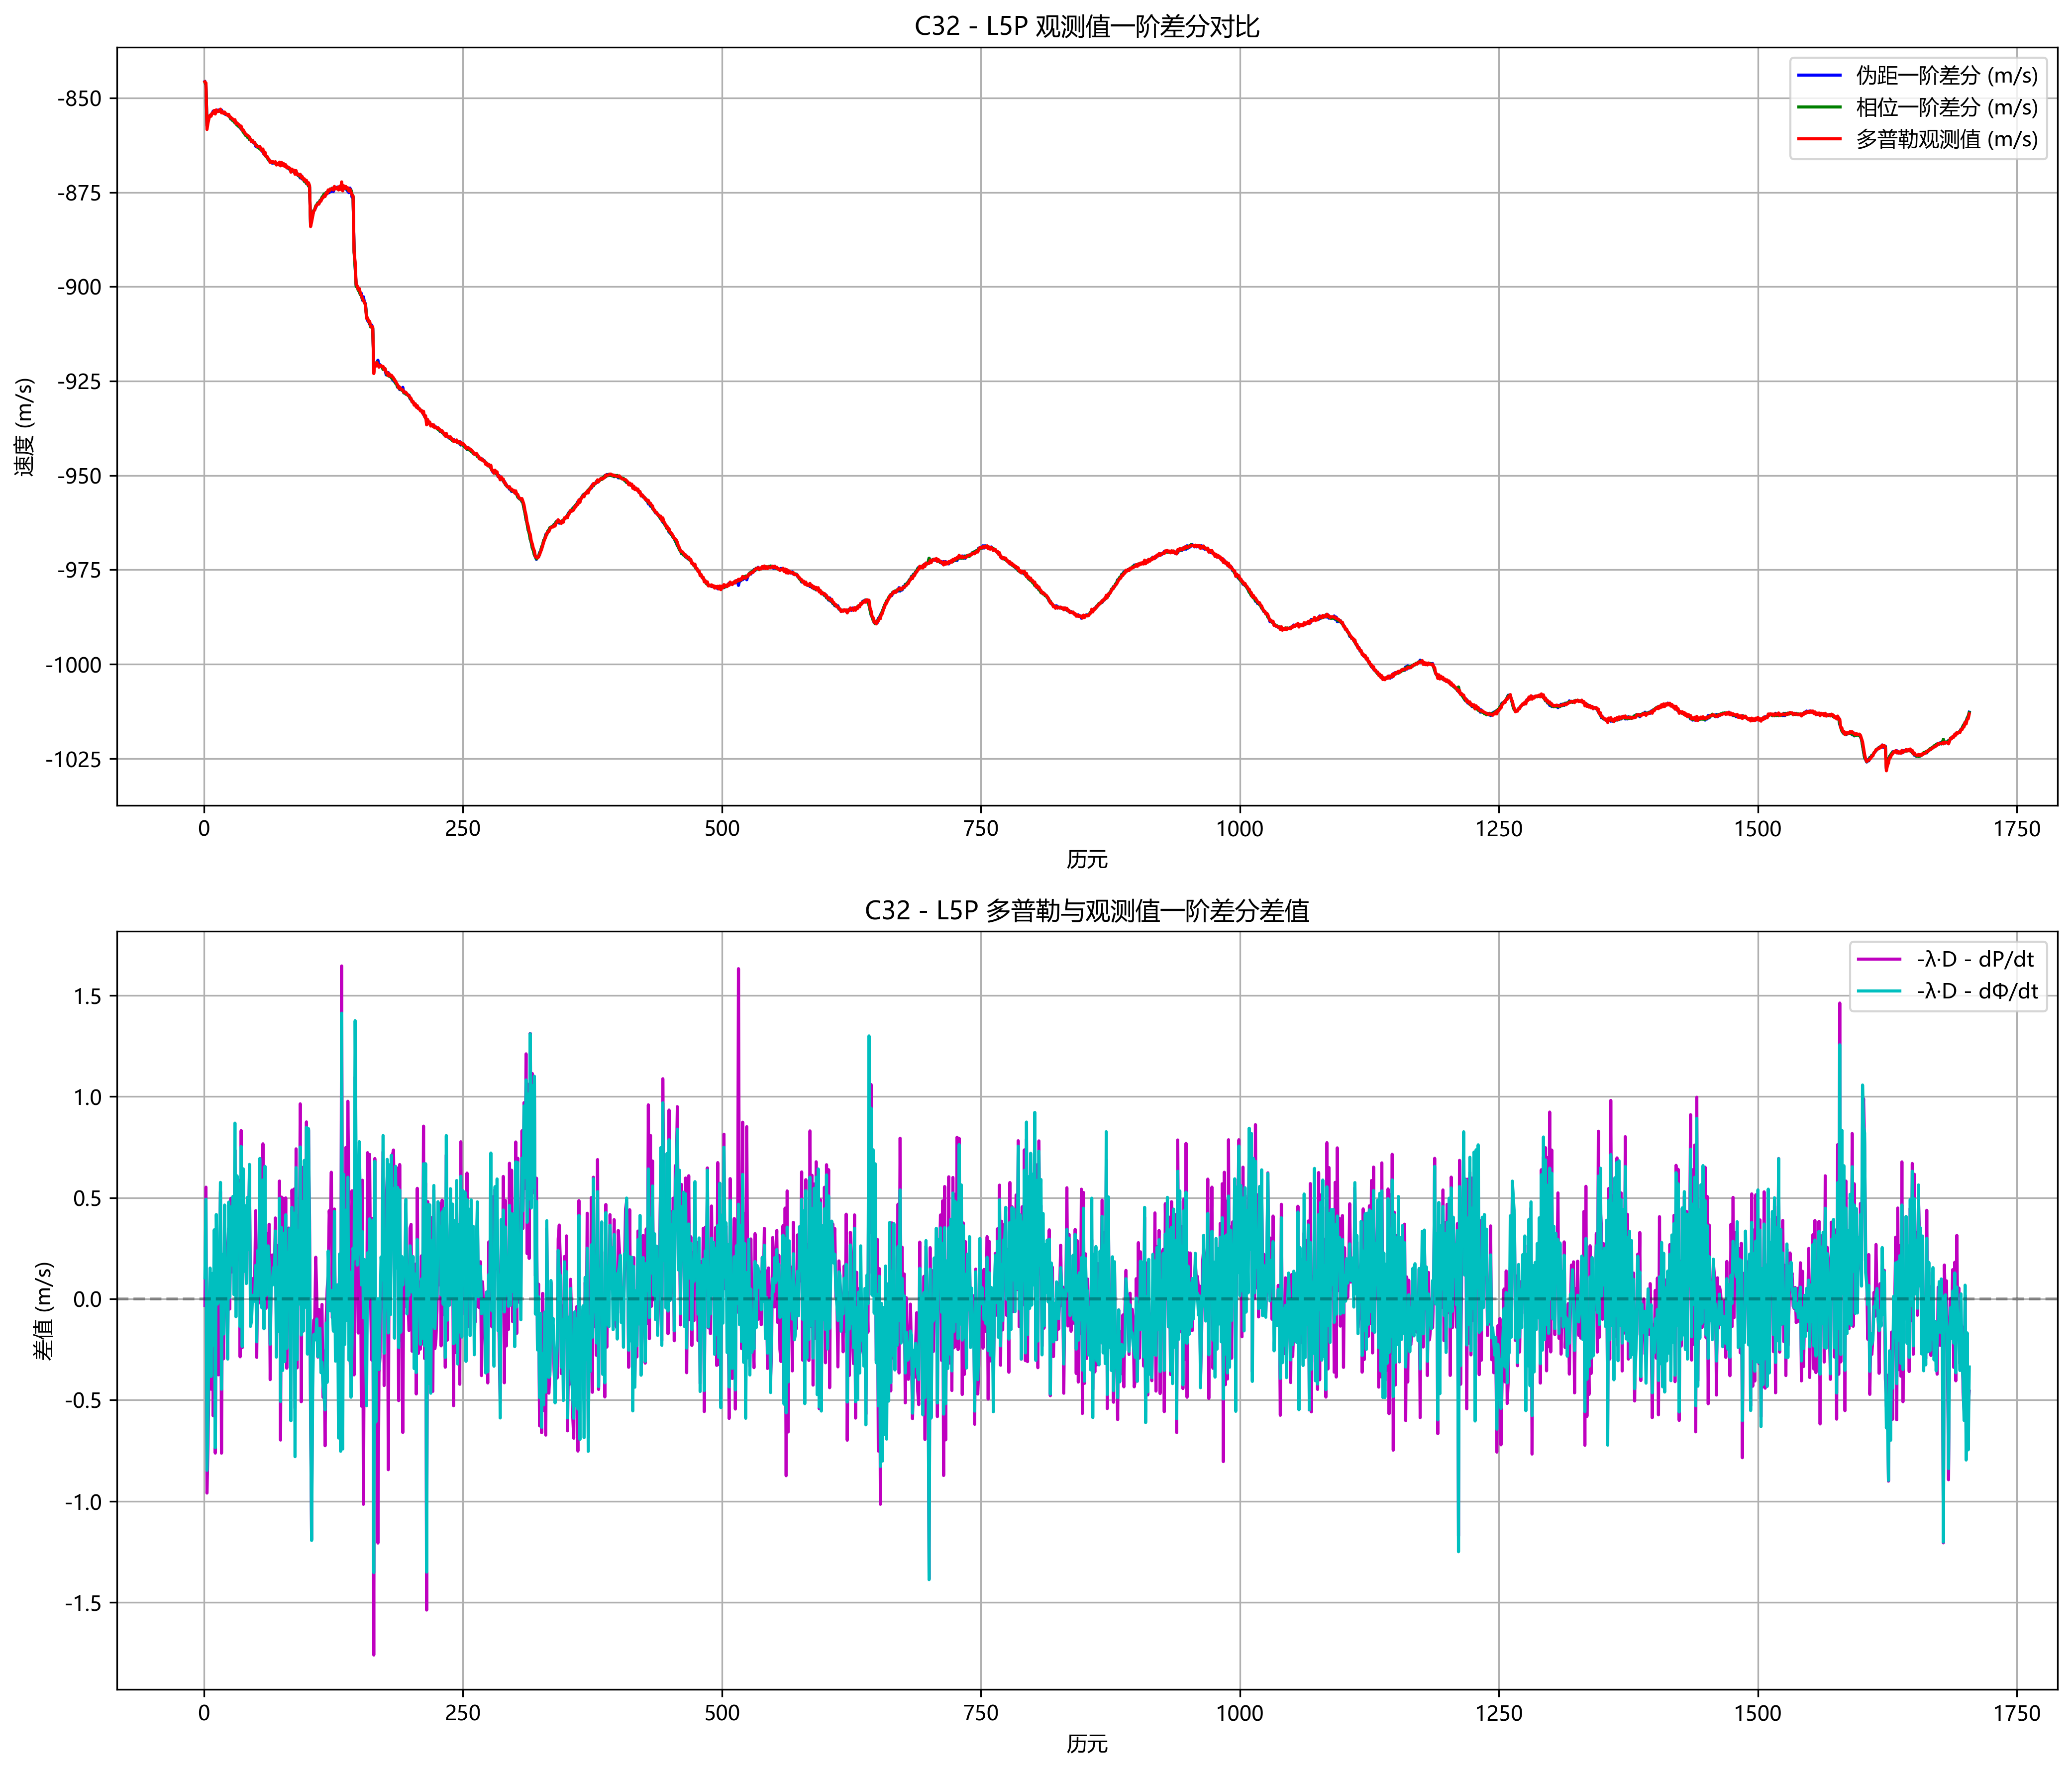 C32 - L5P 观测值一阶差分对比
伪距一阶差分 (m/s)
相位一阶差分 (m/s)
多普勒观测值 (m/s)
速度 (m/s)
-850
-875
-900
-925
-950
-975
-1000
-1025
0 250 500 750 1000 1250 1500 1750
历元
C32 - L5P 多普勒与观测值一阶差分差值
-λ·D - dP/dt
-λ·D - dΦ/dt
差值 (m/s)
1.5
1.0
0.5
0.0
-0.5
-1.0
-1.5
0 250 500 750 1000 1250 1500 1750
历元